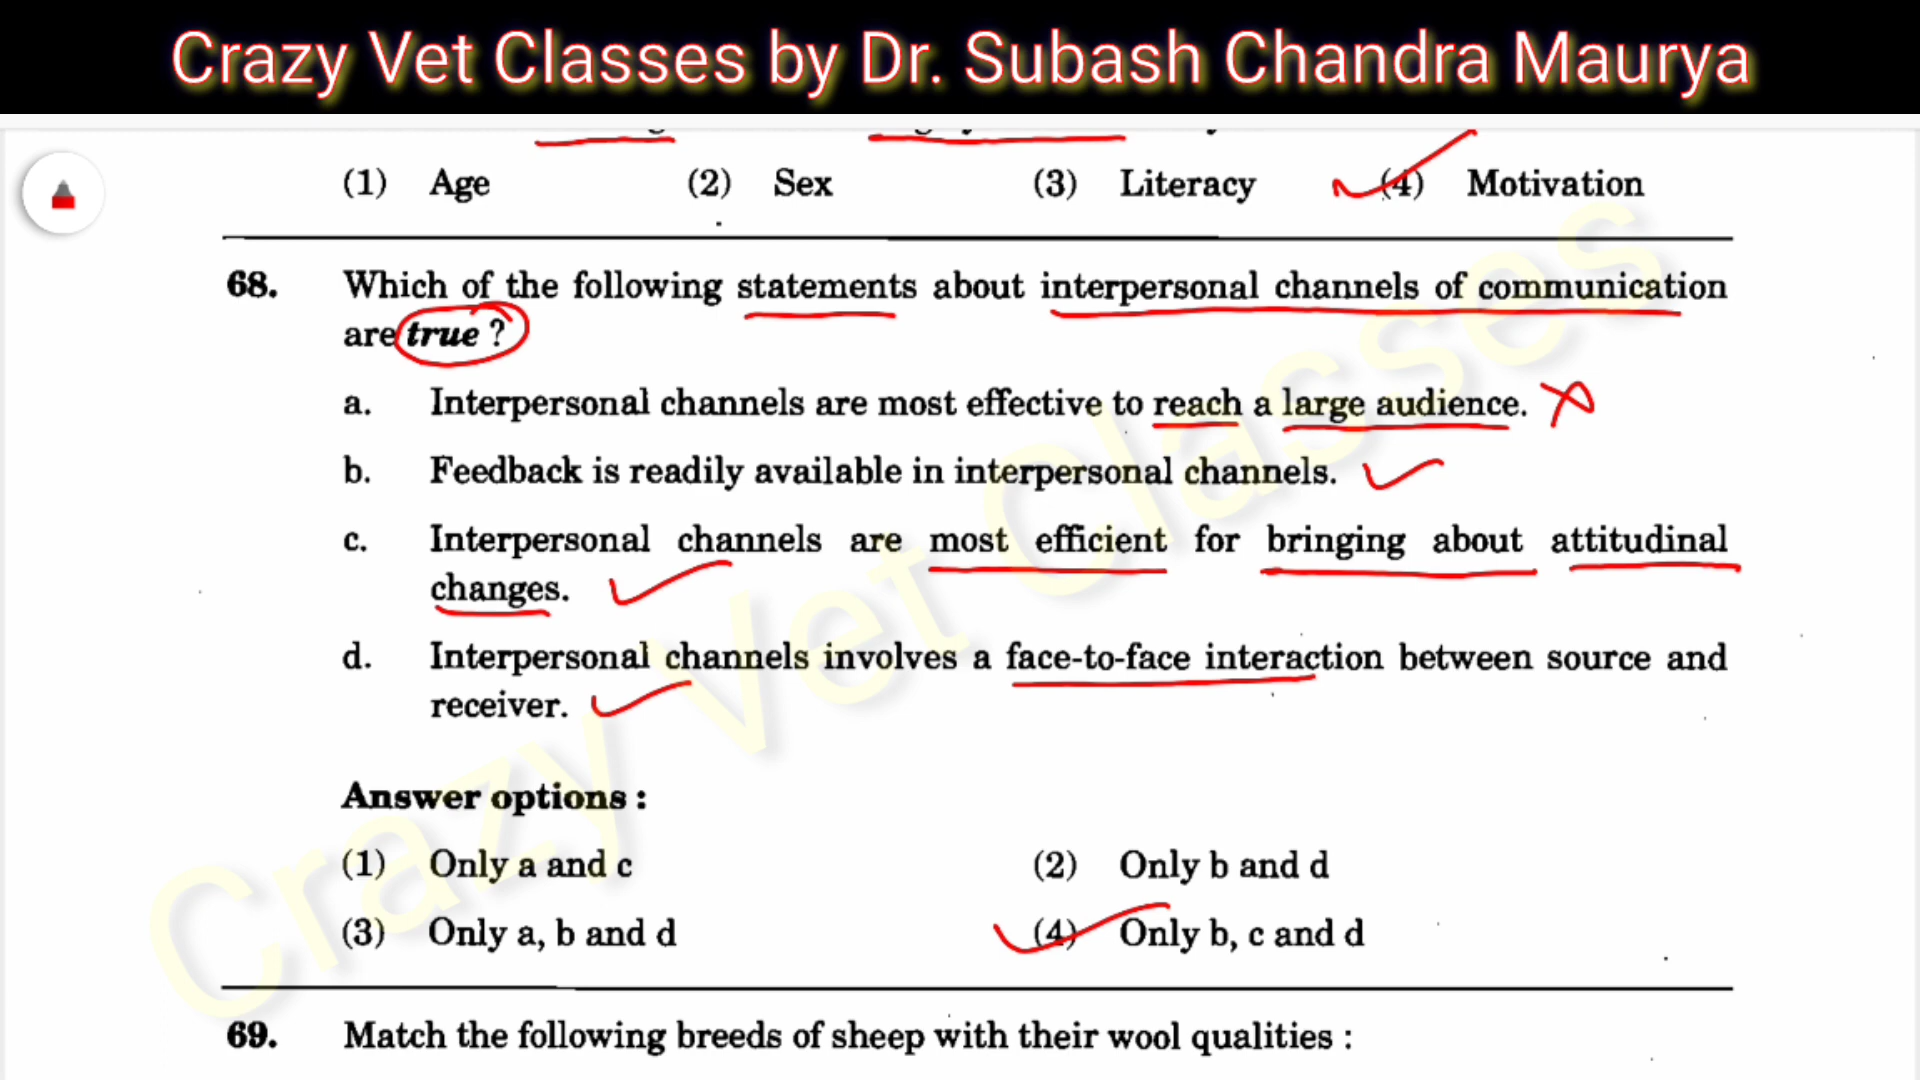 Crazy Vet Classes by Dr. Subash Chandra Maurya
(1) Age (2) Sex (3) Literacy (4) Motivation
68. Which of the following statements about interpersonal channels of communication
are true ?
a. Interpersonal channels are most effective to reach a large audience.
b. Feedback is readily available in interpersonal channels.
c. Interpersonal channels are most efficient for bringing about attitudinal
changes.
d. Interpersonal channels involves a face-to-face interaction between source and
receiver.
Answer options :
(1) Only a and c (2) Only b and d
(3) Only a, b and d (4) Only b, c and d
69. Match the following breeds of sheep with their wool qualities :
Crazy Vet Classes